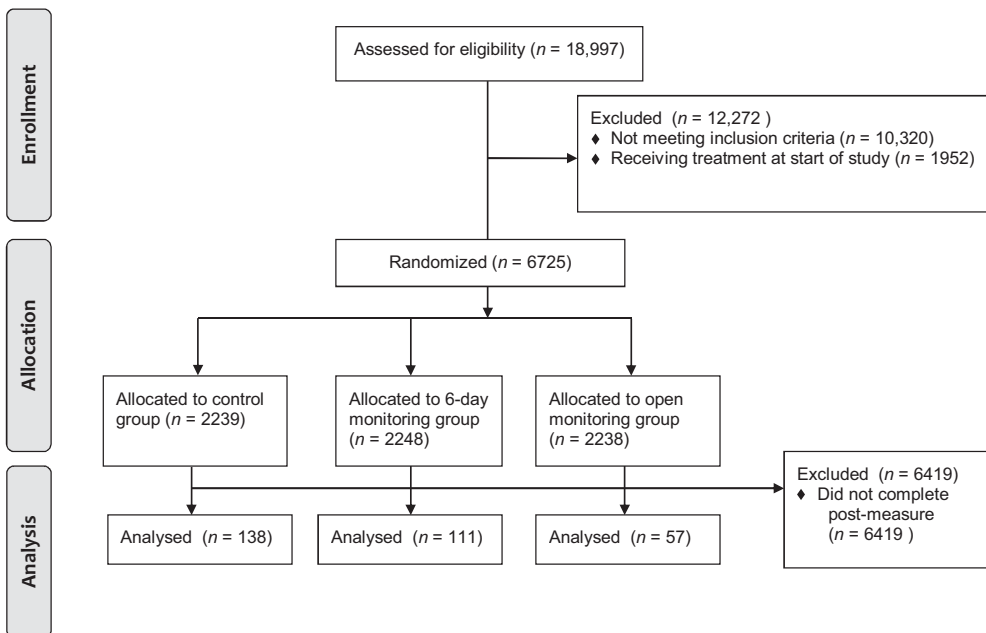 Enrollment
Assessed for eligibility (n = 18,997)
Excluded (n = 12,272 )
♦ Not meeting inclusion criteria (n = 10,320)
♦ Receiving treatment at start of study (n = 1952)
Randomized (n = 6725)
Allocation
Allocated to control
group (n = 2239)
Allocated to 6-day
monitoring group
(n = 2248)
Allocated to open
monitoring group
(n = 2238)
Excluded (n = 6419)
♦ Did not complete
post-measure
(n = 6419 )
Analysis
Analysed (n = 138)
Analysed (n = 111)
Analysed (n = 57)